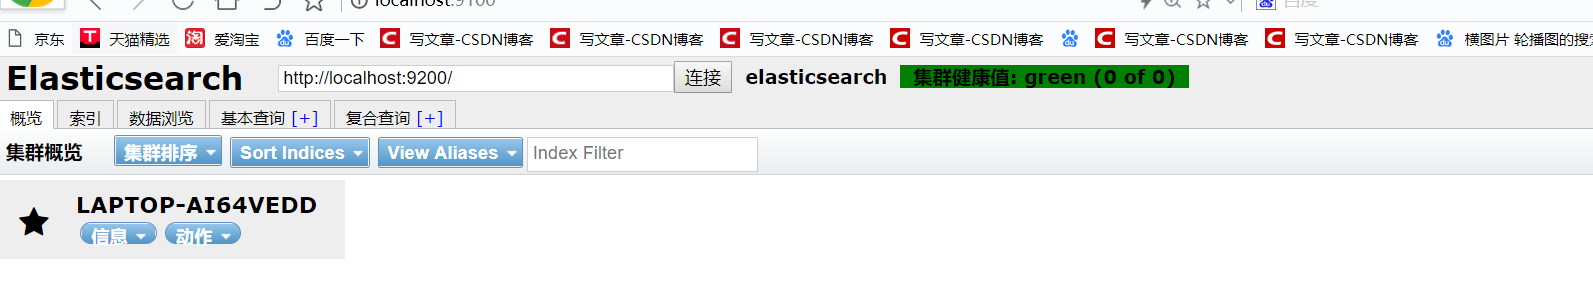 localhost:9100 百度
京东 天猫精选 爱淘宝 百度一下 写文章-CSDN博客 写文章-CSDN博客 写文章-CSDN博客 写文章-CSDN博客 写文章-CSDN博客 写文章-CSDN博客 横图片 轮播图的搜索
Elasticsearch http://localhost:9200/ 连接 elasticsearch 集群健康值: green (0 of 0)
概览 索引 数据浏览 基本查询 [+] 复合查询 [+]
集群概览 集群排序 Sort Indices View Aliases Index Filter
LAPTOP-AI64VEDD
信息 动作